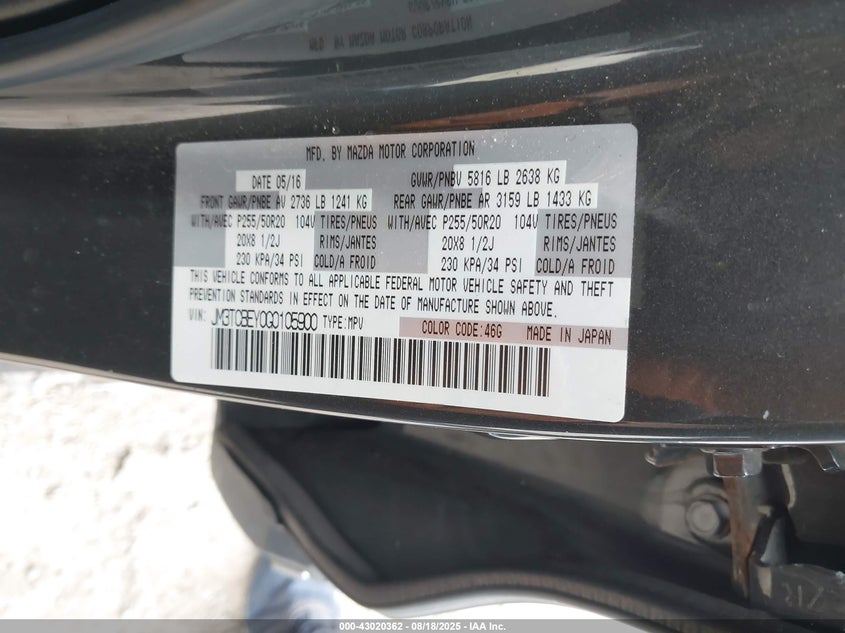 MFD. BY MAZDA MOTOR CORPORATION
DATE 05/16 GVWR/PNBV 5816 LB 2638 KG
FRONT GAWR/PNBE AV 2736 LB 1241 KG REAR GAWR/PNBE AR 3159 LB 1433 KG
WITH/AVEC P255/50R20 104V TIRES/PNEUS WITH/AVEC P255/50R20 104V TIRES/PNEUS
20X8 1/2J RIMS/JANTES 20X8 1/2J RIMS/JANTES
230 KPA/34 PSI COLD/A FROID 230 KPA/34 PSI COLD/A FROID
THIS VEHICLE CONFORMS TO ALL APPLICABLE FEDERAL MOTOR VEHICLE SAFETY AND THEFT
PREVENTION STANDARDS IN EFFECT ON THE DATE OF MANUFACTURE SHOWN ABOVE.
VIN: JM3TCBEY0G0105900 TYPE:MPV COLOR CODE:46G MADE IN JAPAN
000-43020362 - 08/18/2025 - IAA Inc.